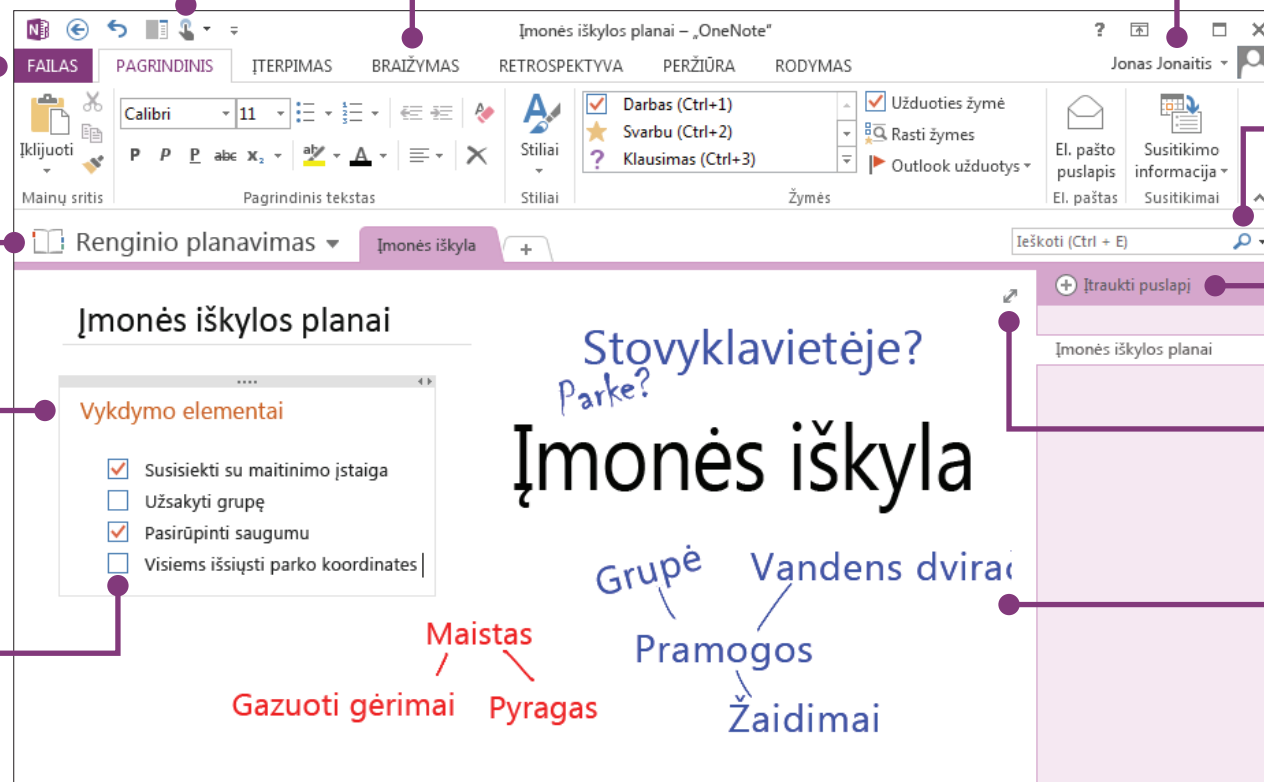 Įmonės iškylos planai – „OneNote"
?
FAILAS PAGRINDINIS ĮTERPIMAS BRAIŽYMAS RETROSPEKTYVA PERŽIŪRA RODYMAS Jonas Jonaitis
Calibri 11
Įklijuoti
P P P abc x₂ aby A
Stiliai
Darbas (Ctrl+1)
Svarbu (Ctrl+2)
? Klausimas (Ctrl+3)
Užduoties žymė
Rasti žymes
Outlook užduotys
El. pašto
puslapis
Susitikimo
informacija
Mainų sritis Pagrindinis tekstas Stiliai Žymės El. paštas Susitikimai
Renginio planavimas Įmonės iškyla + Ieškoti (Ctrl + E)
Įtraukti puslapį
Įmonės iškylos planai
Įmonės iškylos planai
Vykdymo elementai
Susisiekti su maitinimo įstaiga
Užsakyti grupę
Pasirūpinti saugumu
Visiems išsiųsti parko koordinates
Stovyklavietėje?
Parke?
Įmonės iškyla
Grupė Vandens dvirač
Pramogos
Žaidimai
Maistas
Gazuoti gėrimai Pyragas